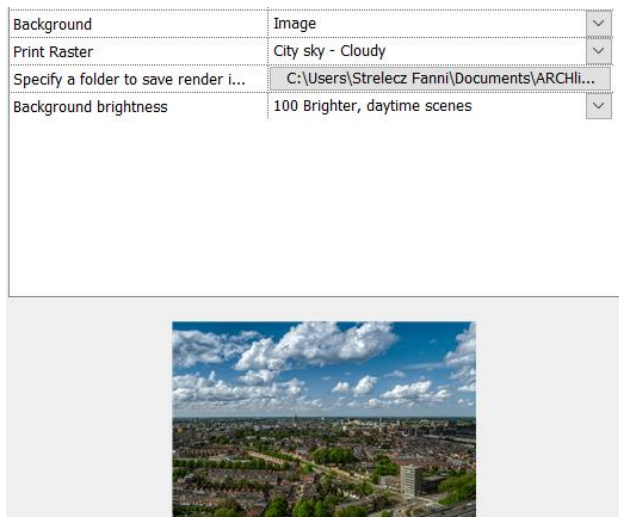 Background Image
Print Raster City sky - Cloudy
Specify a folder to save render i... C:\Users\Strelecz Fanni\Documents\ARCHli...
Background brightness 100 Brighter, daytime scenes